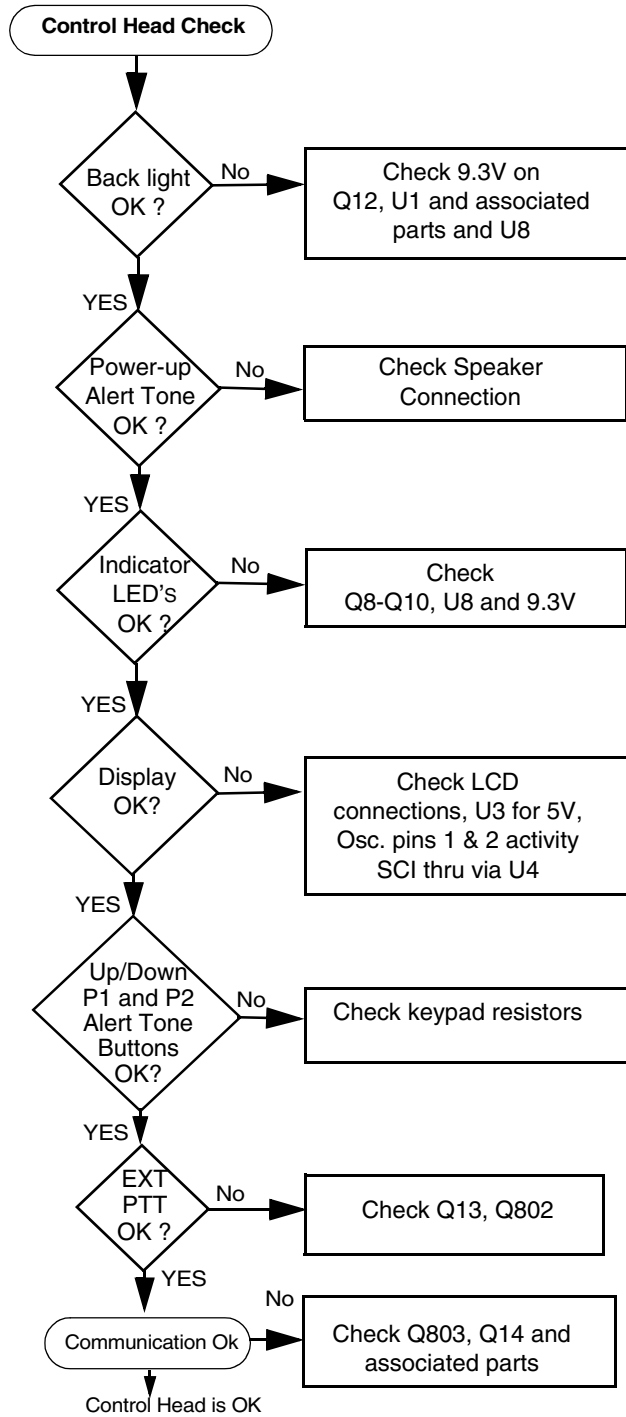 Control Head Check
Back light
OK ?
No
Check 9.3V on
Q12, U1 and associated
parts and U8
YES
Power-up
Alert Tone
OK ?
No
Check Speaker
Connection
YES
Indicator
LED'S
OK ?
No
Check
Q8-Q10, U8 and 9.3V
YES
Display
OK?
No
Check LCD
connections, U3 for 5V,
Osc. pins 1 & 2 activity
SCI thru via U4
YES
Up/Down
P1 and P2
Alert Tone
Buttons
OK?
No
Check keypad resistors
YES
EXT
PTT
OK ?
No
Check Q13, Q802
YES
Communication Ok
No
Check Q803, Q14 and
associated parts
Control Head is OK